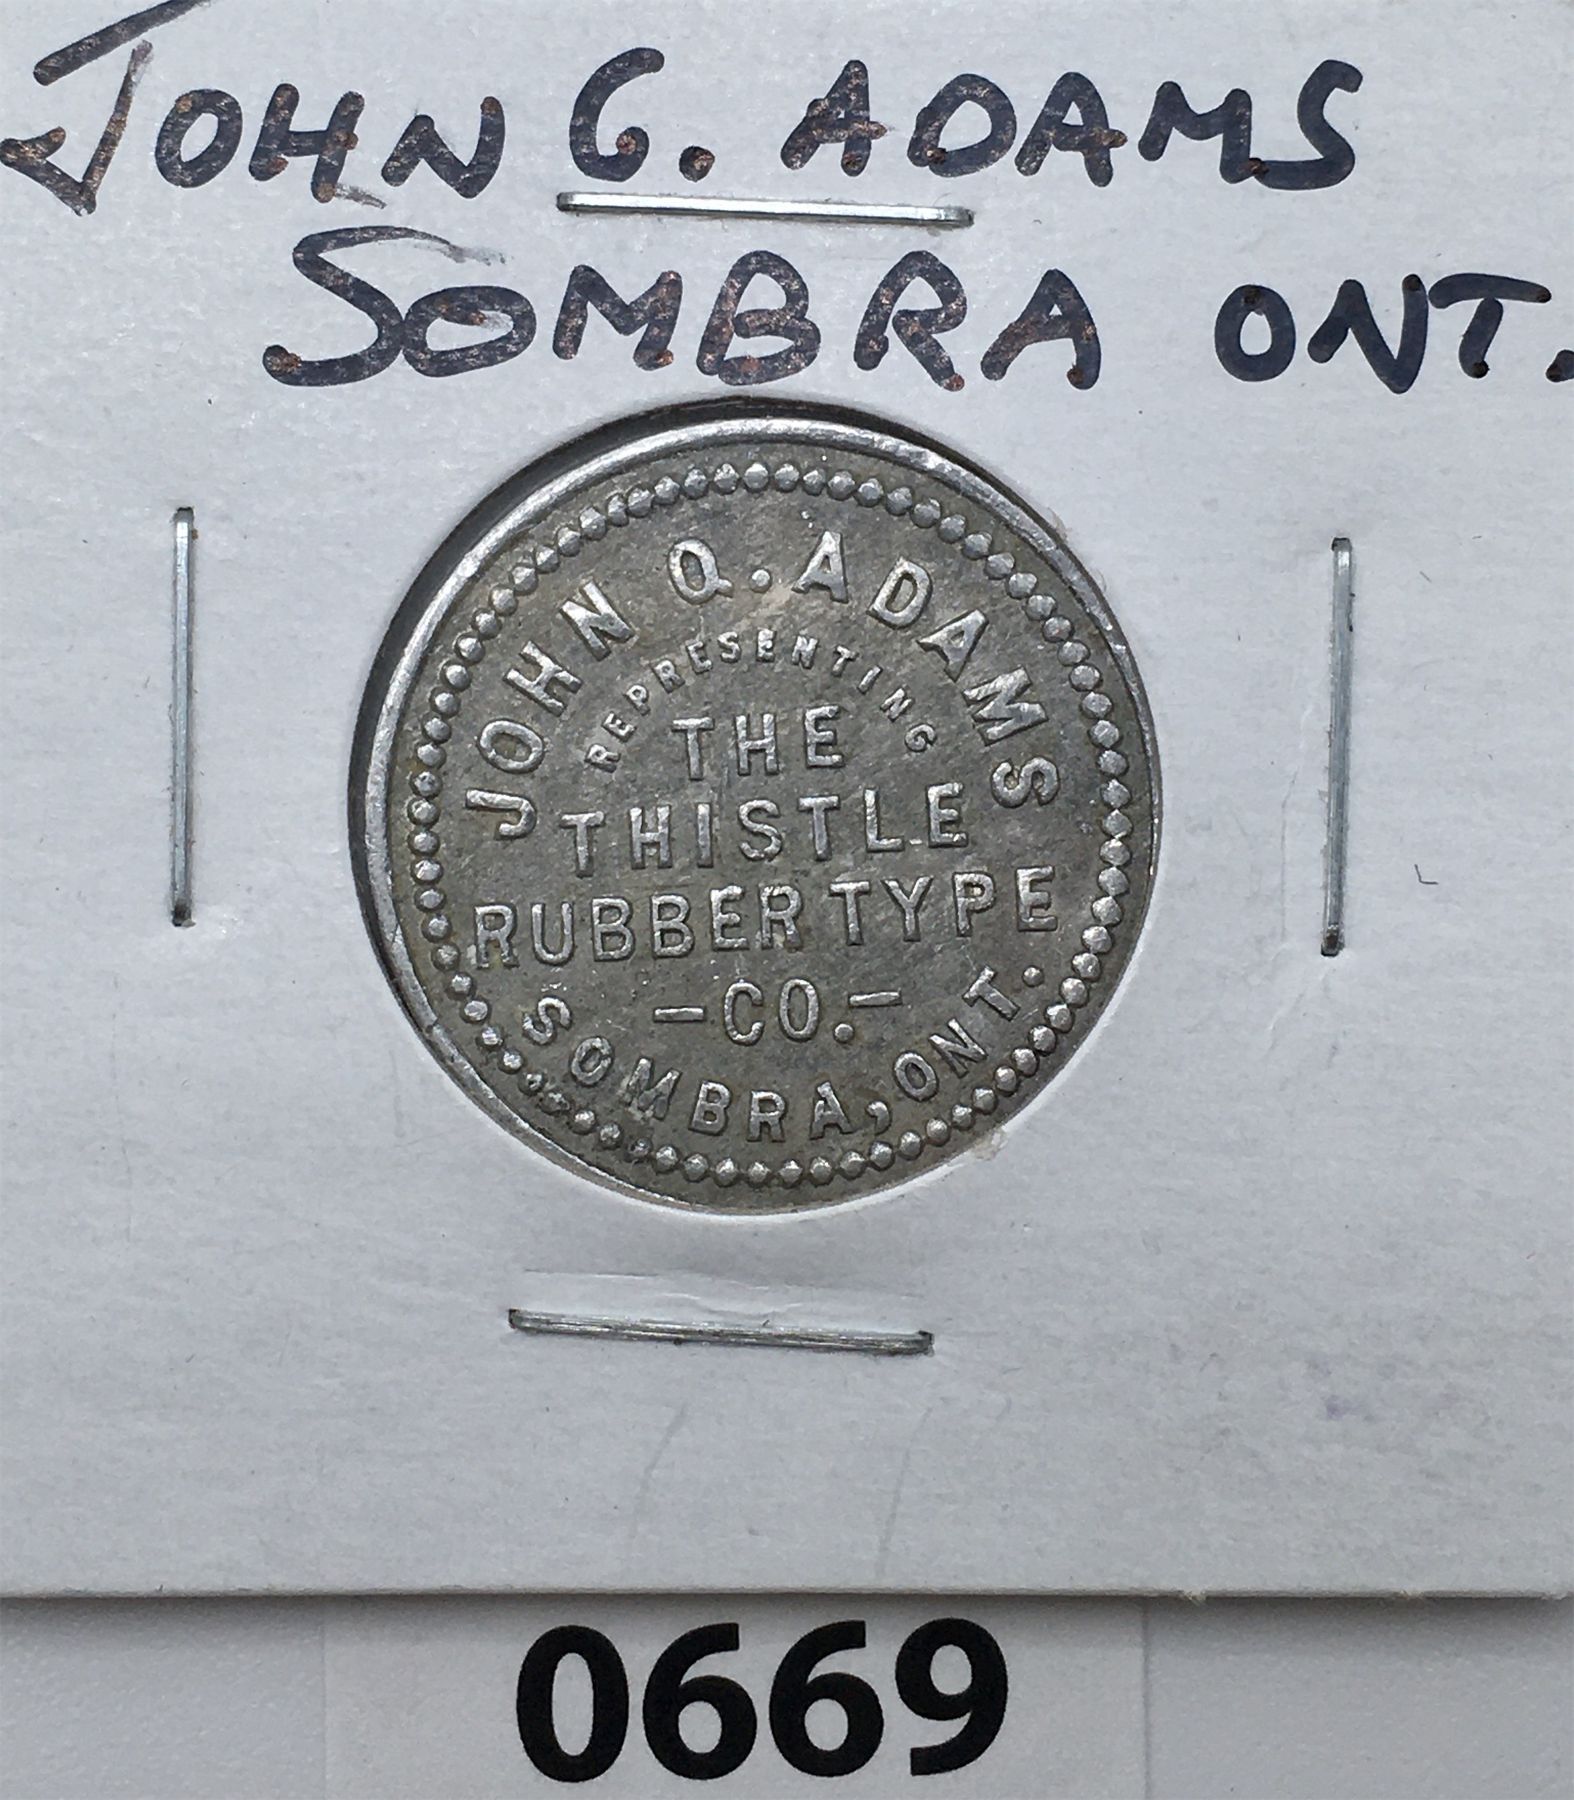 JOHN G. ADAMS
SOMBRA ONT.
JOHN Q. ADAMS
REPRESENTING
THE
THISTLE
RUBBER TYPE
-CO.-
SOMBRA, ONT.
0669